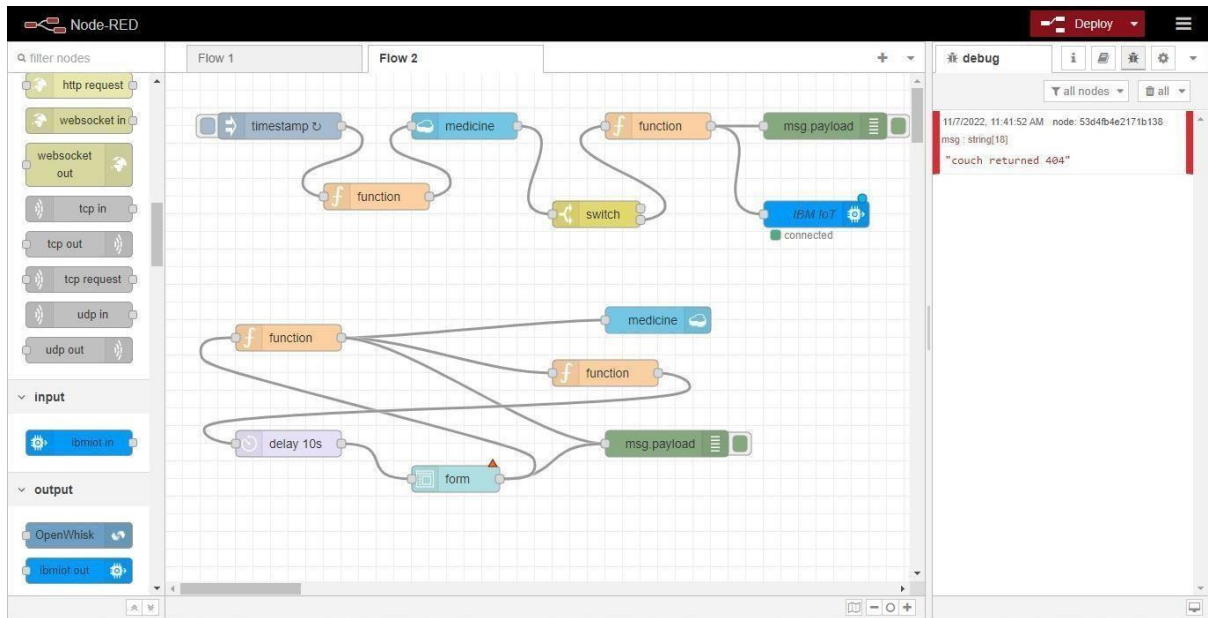 Node-RED
Deploy
filter nodes
http request
websocket in
websocket
out
tcp in
tcp out
tcp request
udp in
udp out
input
ibmiot in
output
OpenWhisk
ibmiot out
Flow 1
Flow 2
timestamp ↻
medicine
function
msg.payload
function
switch
IBM IoT
connected
medicine
function
function
delay 10s
msg.payload
form
debug
i
all nodes
all
11/7/2022, 11:41:52 AM node: 53d4fb4e2171b138
msg : string[18]
"couch returned 404"